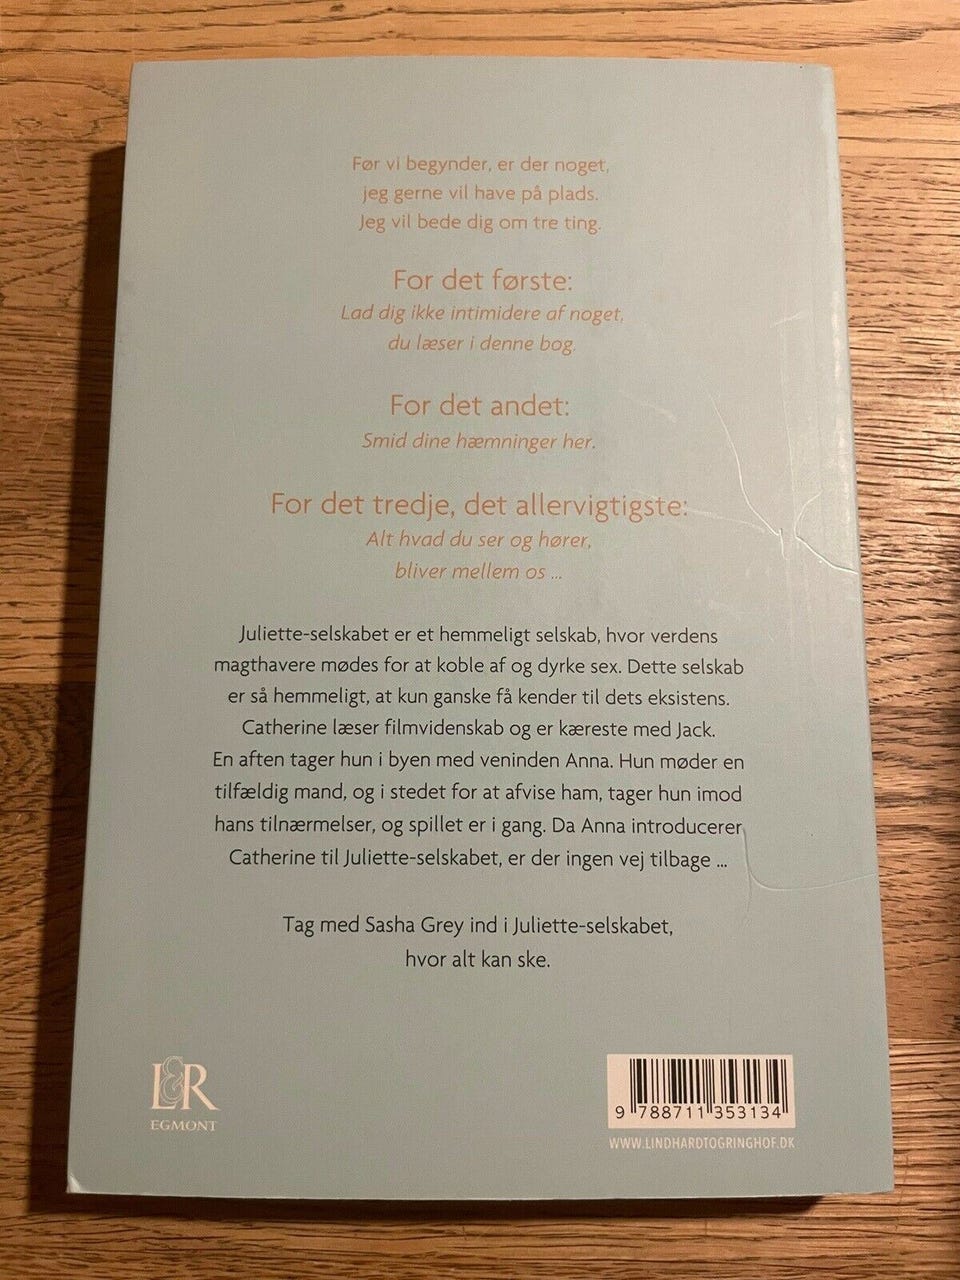 Før vi begynder, er der noget,
jeg gerne vil have på plads.
Jeg vil bede dig om tre ting.
For det første:
Lad dig ikke intimidere af noget,
du læser i denne bog.
For det andet:
Smid dine hæmninger her.
For det tredje, det allervigtigste:
Alt hvad du ser og hører,
bliver mellem os ...
Juliette-selskabet er et hemmeligt selskab, hvor verdens
magthavere mødes for at koble af og dyrke sex. Dette selskab
er så hemmeligt, at kun ganske få kender til dets eksistens.
Catherine læser filmvidenskab og er kæreste med Jack.
En aften tager hun i byen med veninden Anna. Hun møder en
tilfældig mand, og i stedet for at afvise ham, tager hun imod
hans tilnærmelser, og spillet er i gang. Da Anna introducerer
Catherine til Juliette-selskabet, er der ingen vej tilbage ...
Tag med Sasha Grey ind i Juliette-selskabet,
hvor alt kan ske.
L&R
EGMONT
9 788711 353134
WWW.LINDHARDTOGRINGHOF.DK